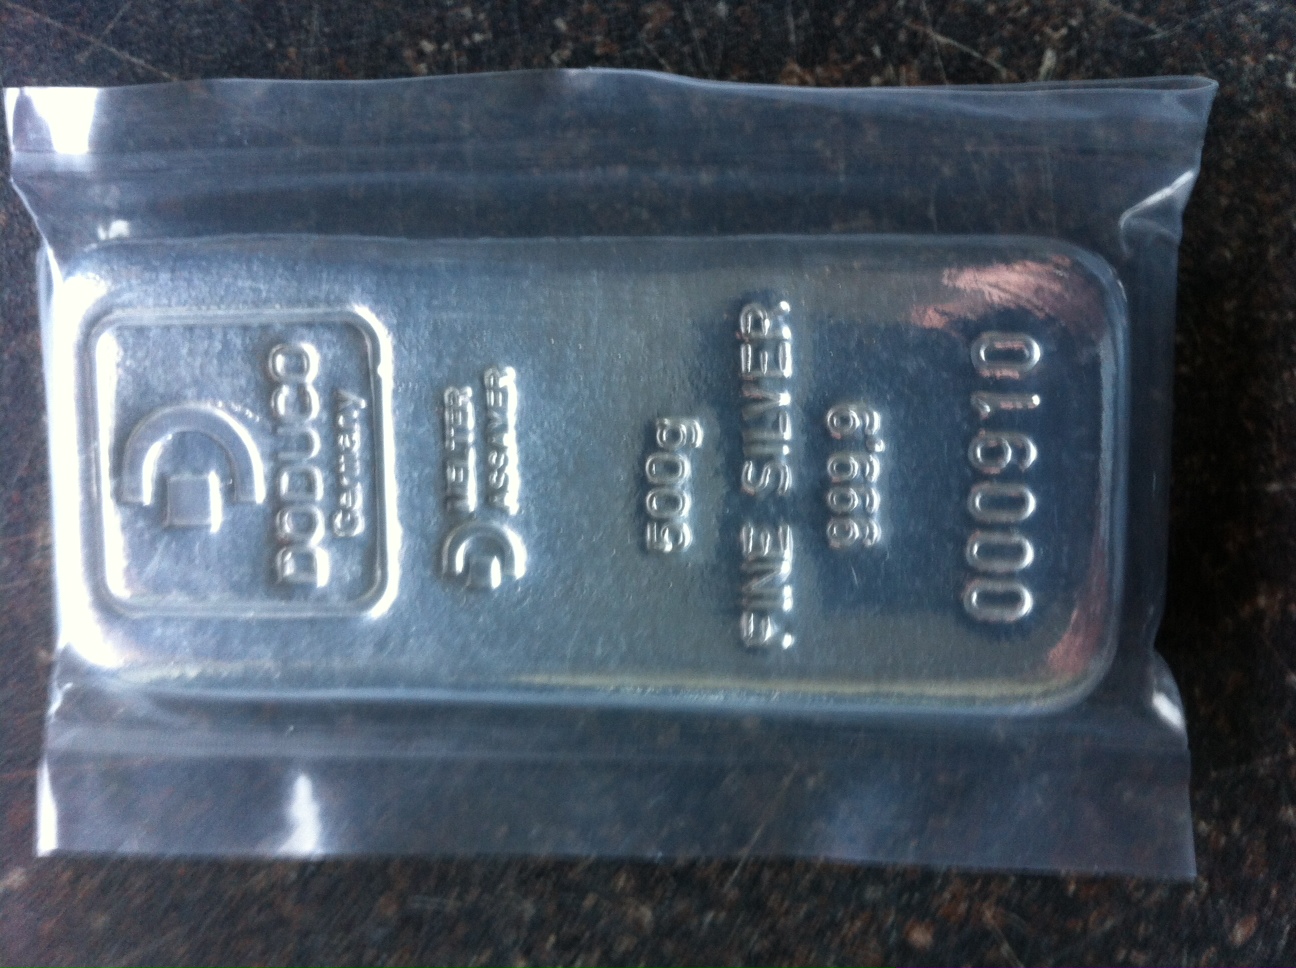 DODUCO
Germany
MELTER
ASSAYER
500g
FINE SILVER
999,9
000910